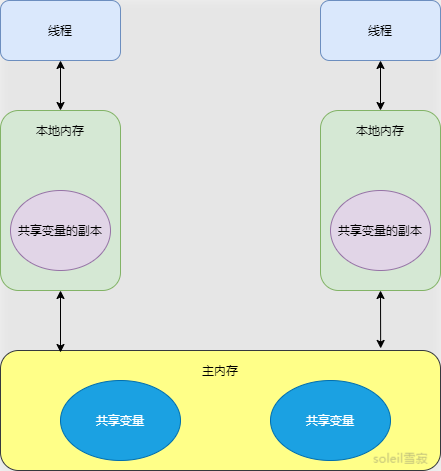 线程
线程
本地内存
本地内存
共享变量的副本
共享变量的副本
主内存
共享变量
共享变量
soleil雪寂